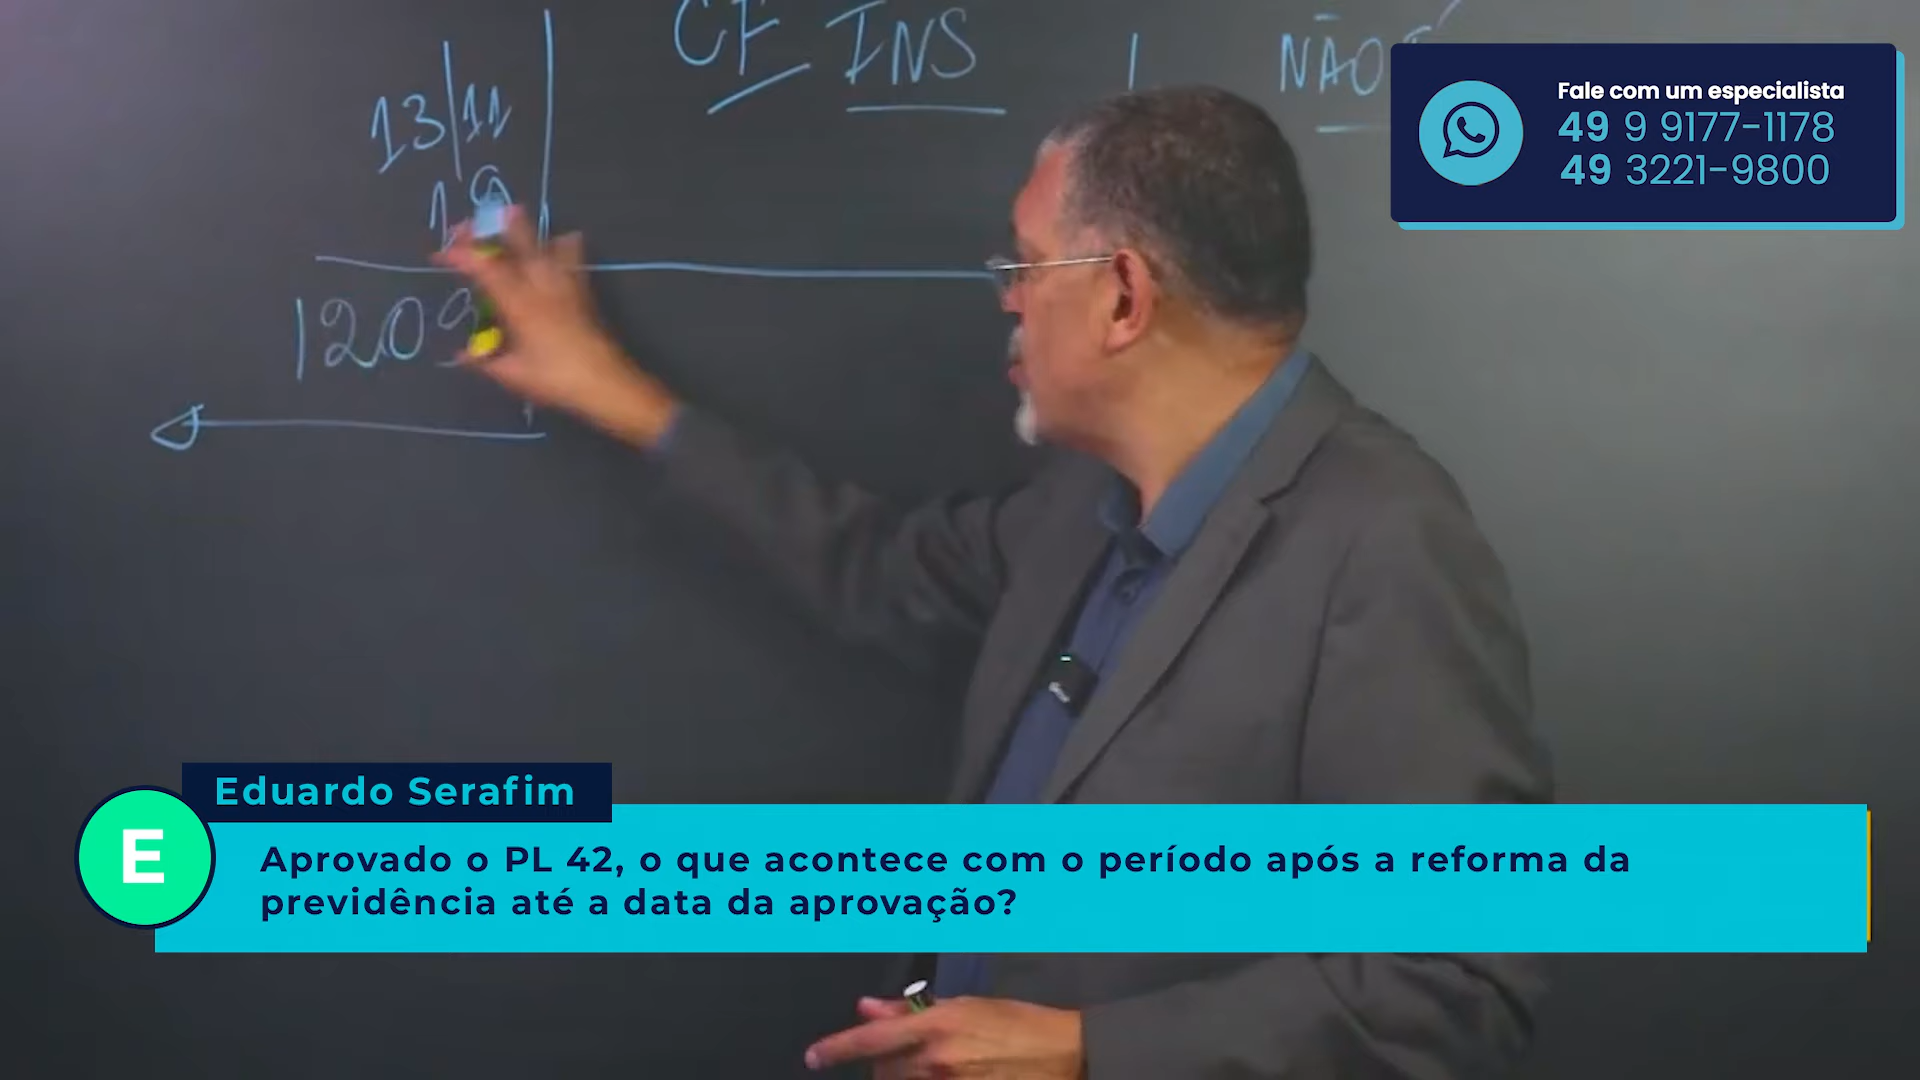 CF INS
NÃO
13/11
19
1209
Fale com um especialista
49 9 9177-1178
49 3221-9800
Eduardo Serafim
E
Aprovado o PL 42, o que acontece com o período após a reforma da
previdência até a data da aprovação?